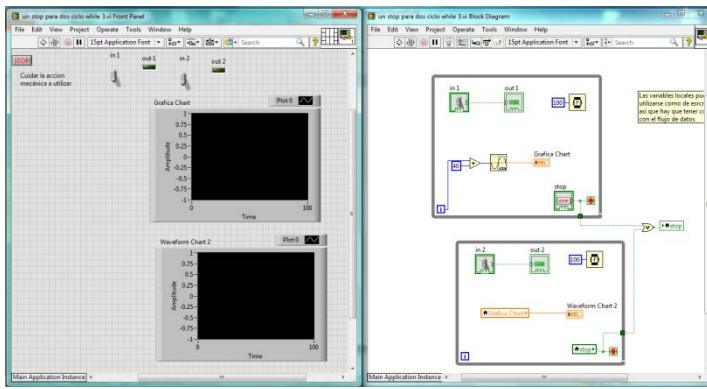 un stop para dos ciclo while 3.vi Front Panel
File Edit View Project Operate Tools Window Help
15pt Application Font
Search
STOP
in 1
out 1
in 2
out 2
Cuidar la accion
mecánica a utilizar
Grafica Chart
Plot 0
Amplitude
1
0.75
0.5
0.25
0
-0.25
-0.5
-0.75
-1
0
100
Time
Waveform Chart 2
Plot 0
Amplitude
1
0.75
0.5
0.25
0
-0.25
-0.5
-0.75
-1
0
100
Time
Main Application Instance
un stop para dos ciclo while 3.vi Block Diagram
File Edit View Project Operate Tools Window Help
15pt Application Font
Search
in 1
out 1
100
Las variables locales
utilizarse como de
asi que hay que tener
con el flujo de datos
40
Grafica Chart
i
stop
stop
in 2
out 2
100
Grafica Chart
Waveform Chart 2
i
stop
Main Application Instance